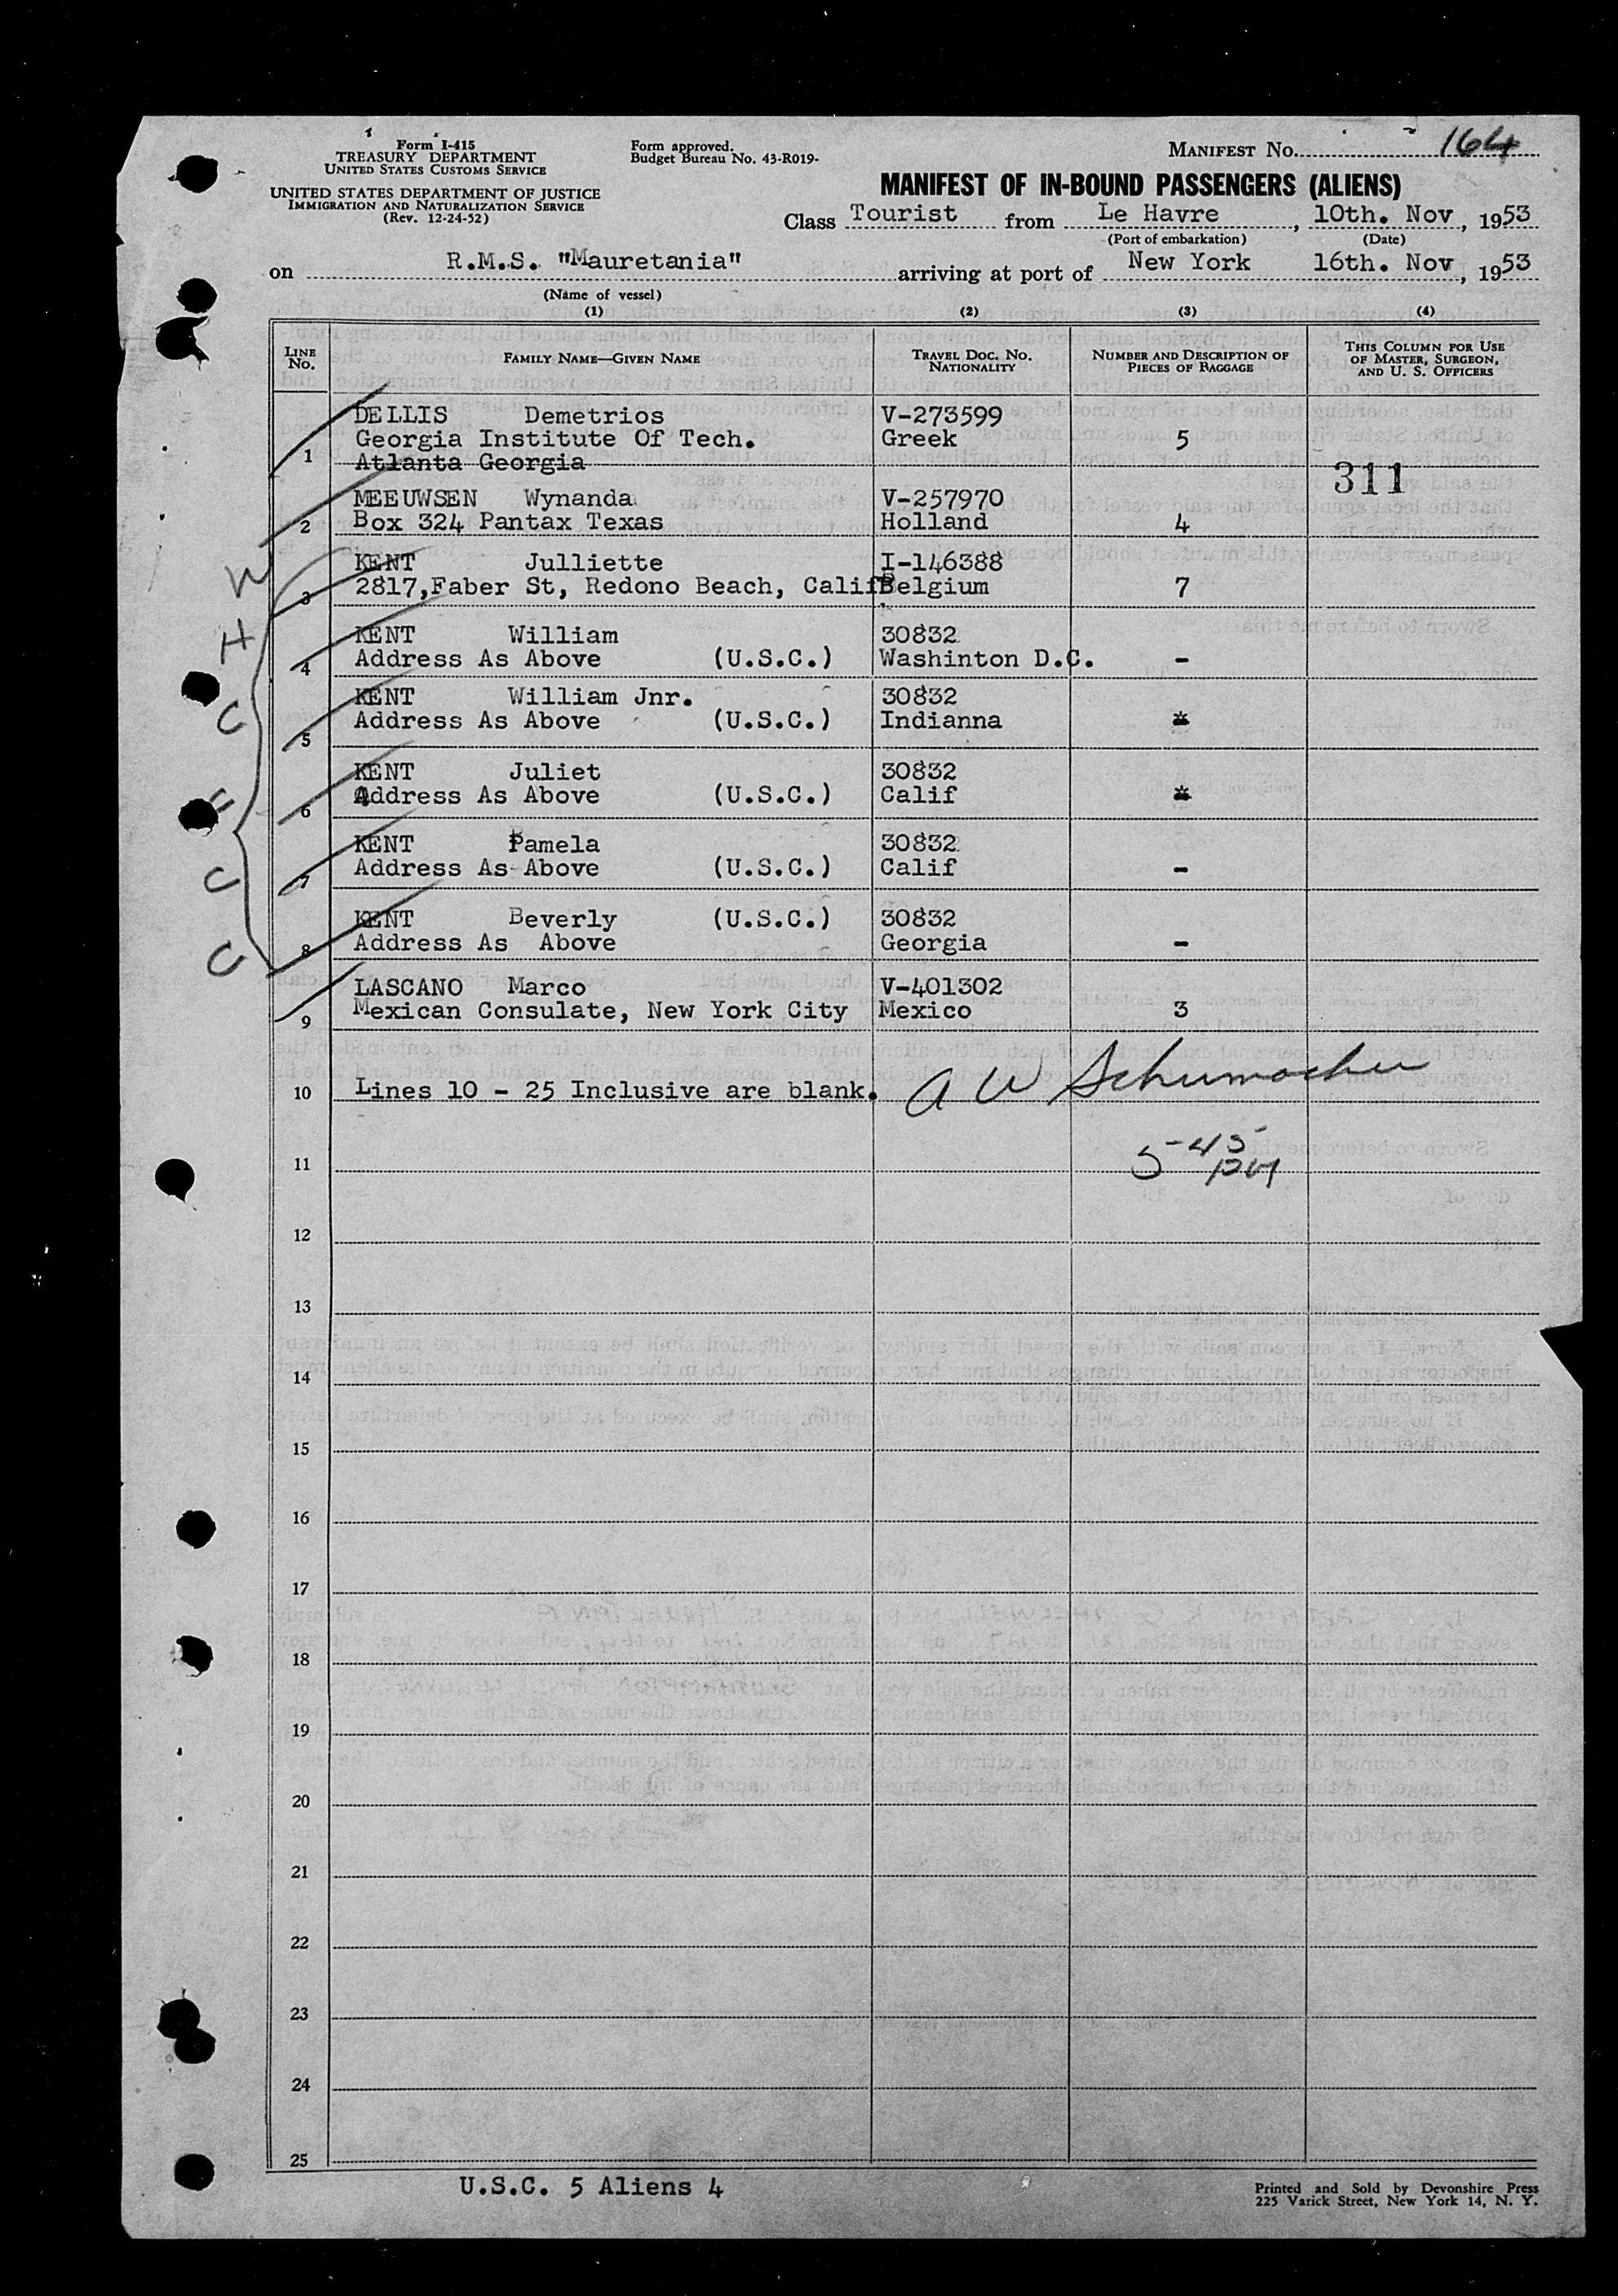 Form I-415
TREASURY DEPARTMENT
UNITED STATES CUSTOMS SERVICE
UNITED STATES DEPARTMENT OF JUSTICE
IMMIGRATION AND NATURALIZATION SERVICE
(Rev. 12-24-52)
Form approved.
Budget Bureau No. 43-R019-
MANIFEST NO. 164
MANIFEST OF IN-BOUND PASSENGERS (ALIENS)
Class Tourist from Le Havre, 10th. Nov, 1953
(Port of embarkation) (Date)
on R.M.S. "Mauretania" arriving at port of New York 16th. Nov, 1953
(Name of vessel)
(1) (2) (3) (4)
LINE NO. FAMILY NAME—GIVEN NAME TRAVEL DOC. NO. NATIONALITY NUMBER AND DESCRIPTION OF PIECES OF BAGGAGE THIS COLUMN FOR USE OF MASTER, SURGEON, AND U. S. OFFICERS
DELLIS Demetrios V-273599
Georgia Institute Of Tech. Greek 5
1 Atlanta Georgia
311
MEEUWSEN Wynanda V-257970
2 Box 324 Pantax Texas Holland 4
KENT Julliette I-146388
W 3 2817,Faber St, Redono Beach, Calif Belgium 7
H KENT William 30832
4 Address As Above (U.S.C.) Washinton D.C. -
KENT William Jnr. 30832
C 5 Address As Above (U.S.C.) Indianna
KENT Juliet 30832
C 6 Address As Above (U.S.C.) Calif
KENT Pamela 30832
C 7 Address As Above (U.S.C.) Calif -
KENT Beverly (U.S.C.) 30832
C 8 Address As Above Georgia -
LASCANO Marco V-401302
9 Mexican Consulate, New York City Mexico 3
10 Lines 10 - 25 Inclusive are blank. A W Schumacher
5-45 PM
11
12
13
14
15
16
17
18
19
20
21
22
23
24
25
U.S.C. 5 Aliens 4
Printed and Sold by Devonshire Press
225 Varick Street, New York 14, N. Y.